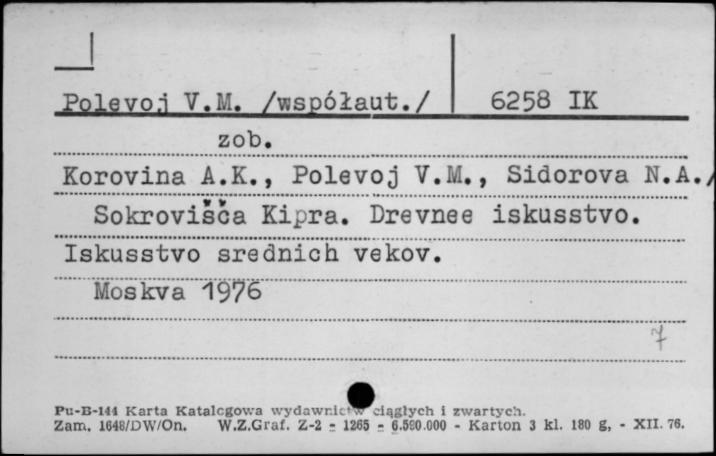 Polevoj V.M. /współaut./ 6258 IK
zob.
Korovina A.K., Polevoj V.M., Sidorova N.A./
Sokrovišča Kipra. Drevnee iskusstvo.
Iskusstvo srednich vekov.
Moskva 1976
7
Pu-B-144 Karta Katalogowa wydawnictw ciągłych i zwartych.
Zam. 1648/DW/On. W.Z.Graf. Z-2 - 1265 - 6.590.000 - Karton 3 kl. 180 g, - XII. 76.